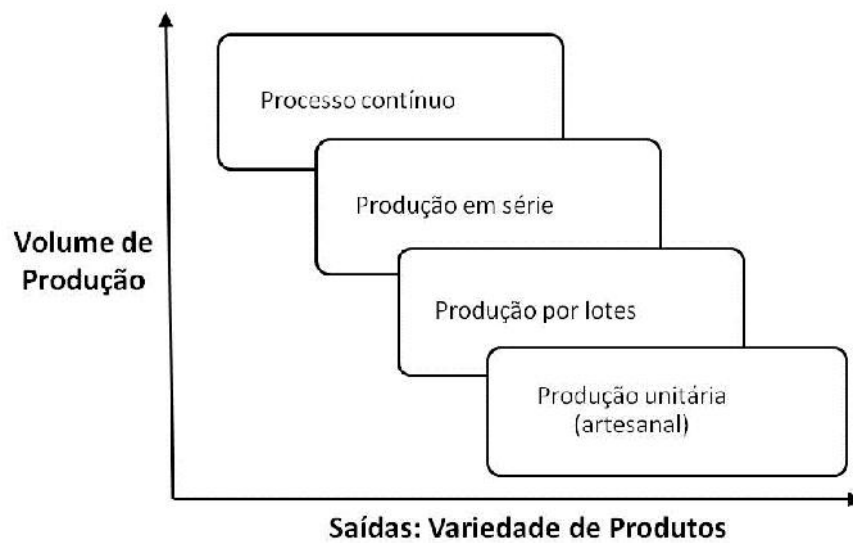 Processo contínuo
Produção em série
Volume de
Produção
Produção por lotes
Produção unitária
(artesanal)
Saídas: Variedade de Produtos